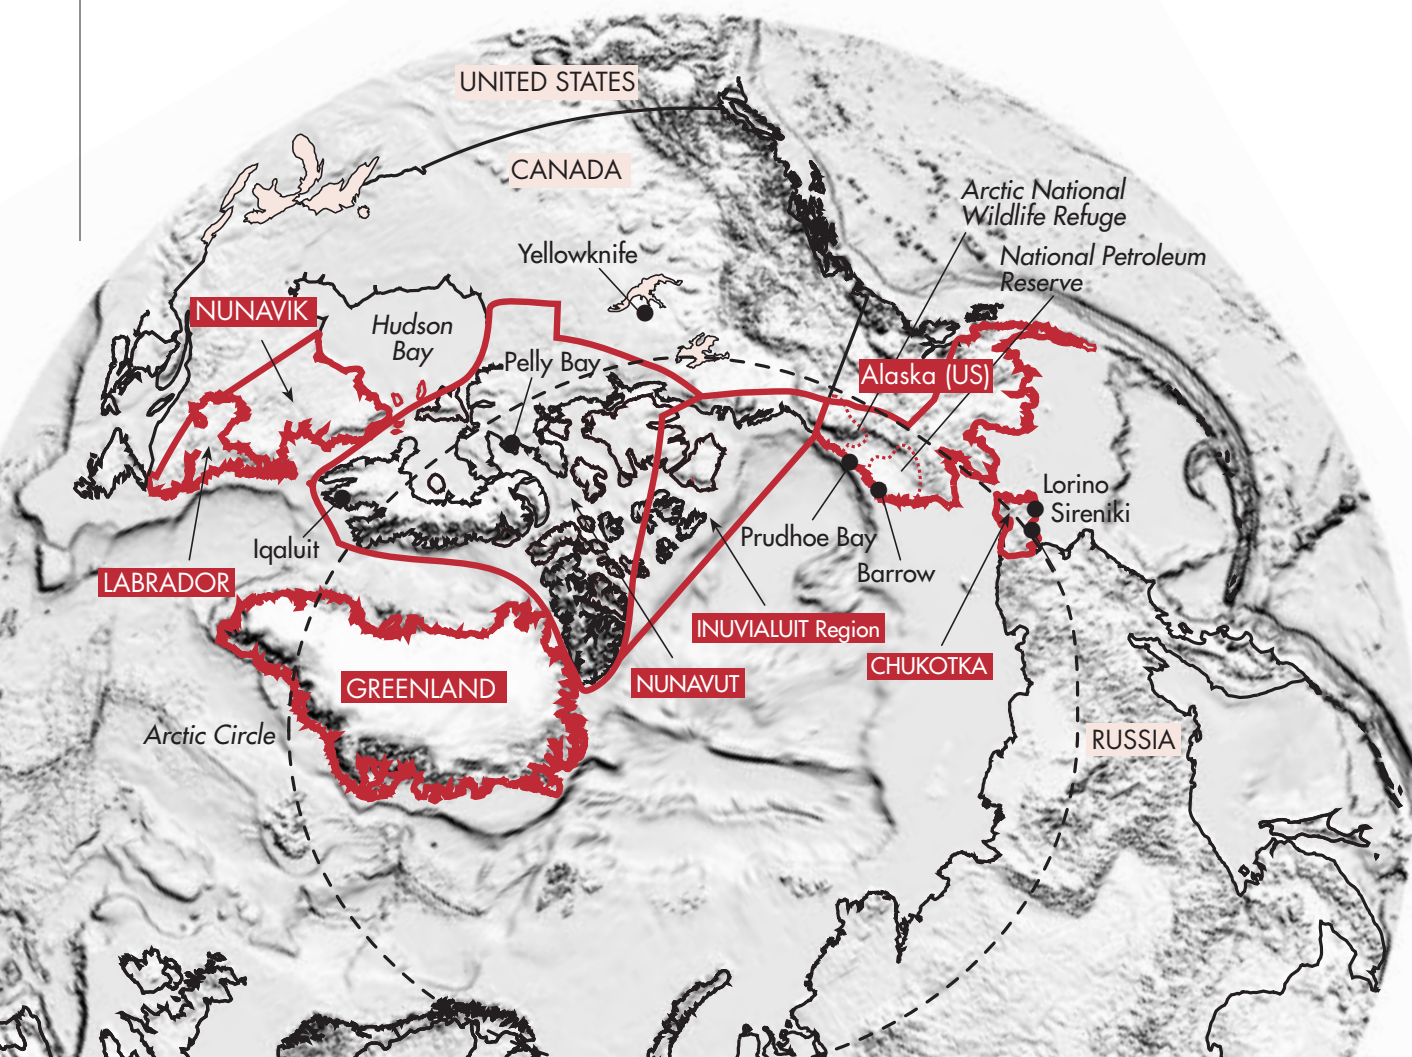 UNITED STATES
CANADA
Arctic National
Wildlife Refuge
Yellowknife
National Petroleum
Reserve
NUNAVIK
Hudson
Bay
Pelly Bay
Alaska (US)
Lorino
Sireniki
Iqaluit
Prudhoe Bay
Barrow
LABRADOR
INUVIALUIT Region
CHUKOTKA
GREENLAND
NUNAVUT
Arctic Circle
RUSSIA